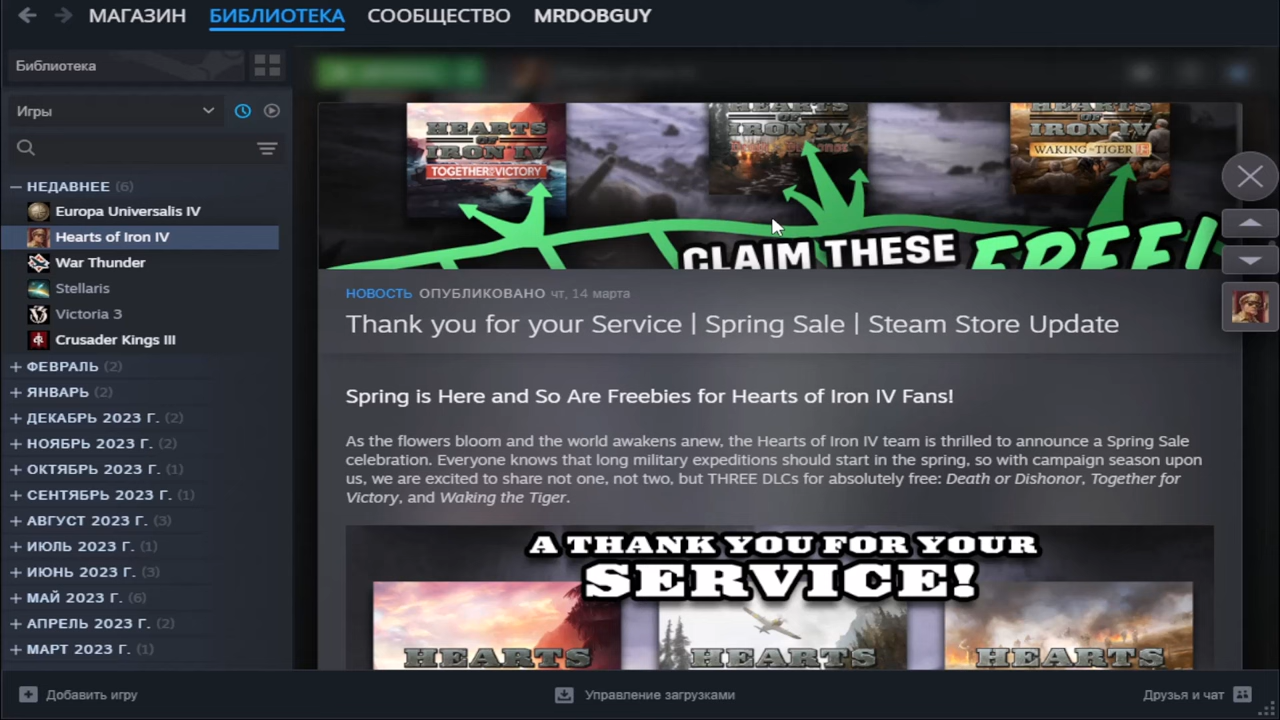 МАГАЗИН БИБЛИОТЕКА СООБЩЕСТВО MRDOBGUY
Библиотека
Игры
НЕДАВНЕЕ (6)
Europa Universalis IV
Hearts of Iron IV
War Thunder
Stellaris
Victoria 3
Crusader Kings III
ФЕВРАЛЬ (2)
ЯНВАРЬ (2)
ДЕКАБРЬ 2023 Г. (2)
НОЯБРЬ 2023 Г. (2)
ОКТЯБРЬ 2023 Г. (1)
СЕНТЯБРЬ 2023 Г. (1)
АВГУСТ 2023 Г. (3)
ИЮЛЬ 2023 Г. (1)
ИЮНЬ 2023 Г. (3)
МАЙ 2023 Г. (6)
АПРЕЛЬ 2023 Г. (2)
МАРТ 2023 Г. (1)
HEARTS
OF
IRON IV
TOGETHER FOR VICTORY
HEARTS
OF
IRON IV
HEARTS
OF
IRON IV
WAKING THE TIGER
CLAIM THESE FREE!
НОВОСТЬ ОПУБЛИКОВАНО чт, 14 марта
Thank you for your Service | Spring Sale | Steam Store Update
Spring is Here and So Are Freebies for Hearts of Iron IV Fans!
As the flowers bloom and the world awakens anew, the Hearts of Iron IV team is thrilled to announce a Spring Sale
celebration. Everyone knows that long military expeditions should start in the spring, so with campaign season upon
us, we are excited to share not one, not two, but THREE DLCs for absolutely free: Death or Dishonor, Together for
Victory, and Waking the Tiger.
A THANK YOU FOR YOUR
SERVICE!
HEARTS HEARTS HEARTS
Добавить игру
Управление загрузками
Друзья и чат